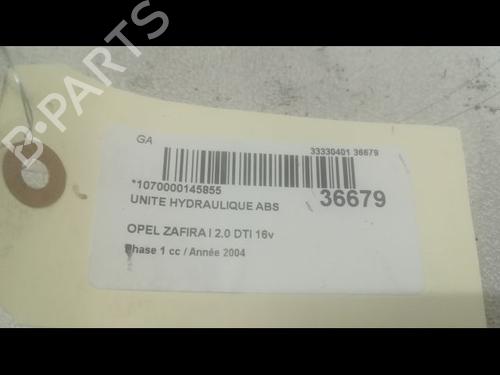 B-PARTS
GA
33330401 36679
*1070000145855
36679
UNITE HYDRAULIQUE ABS
OPEL ZAFIRA I 2.0 DTI 16v
Phase 1 cc / Année 2004